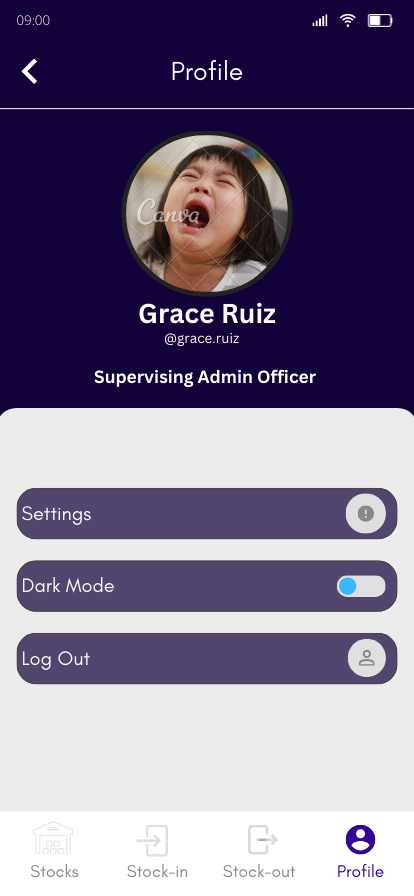 09:00
Profile
Canva
Grace Ruiz
@grace.ruiz
Supervising Admin Officer
Settings
Dark Mode
Log Out
Stocks
Stock-in
Stock-out
Profile